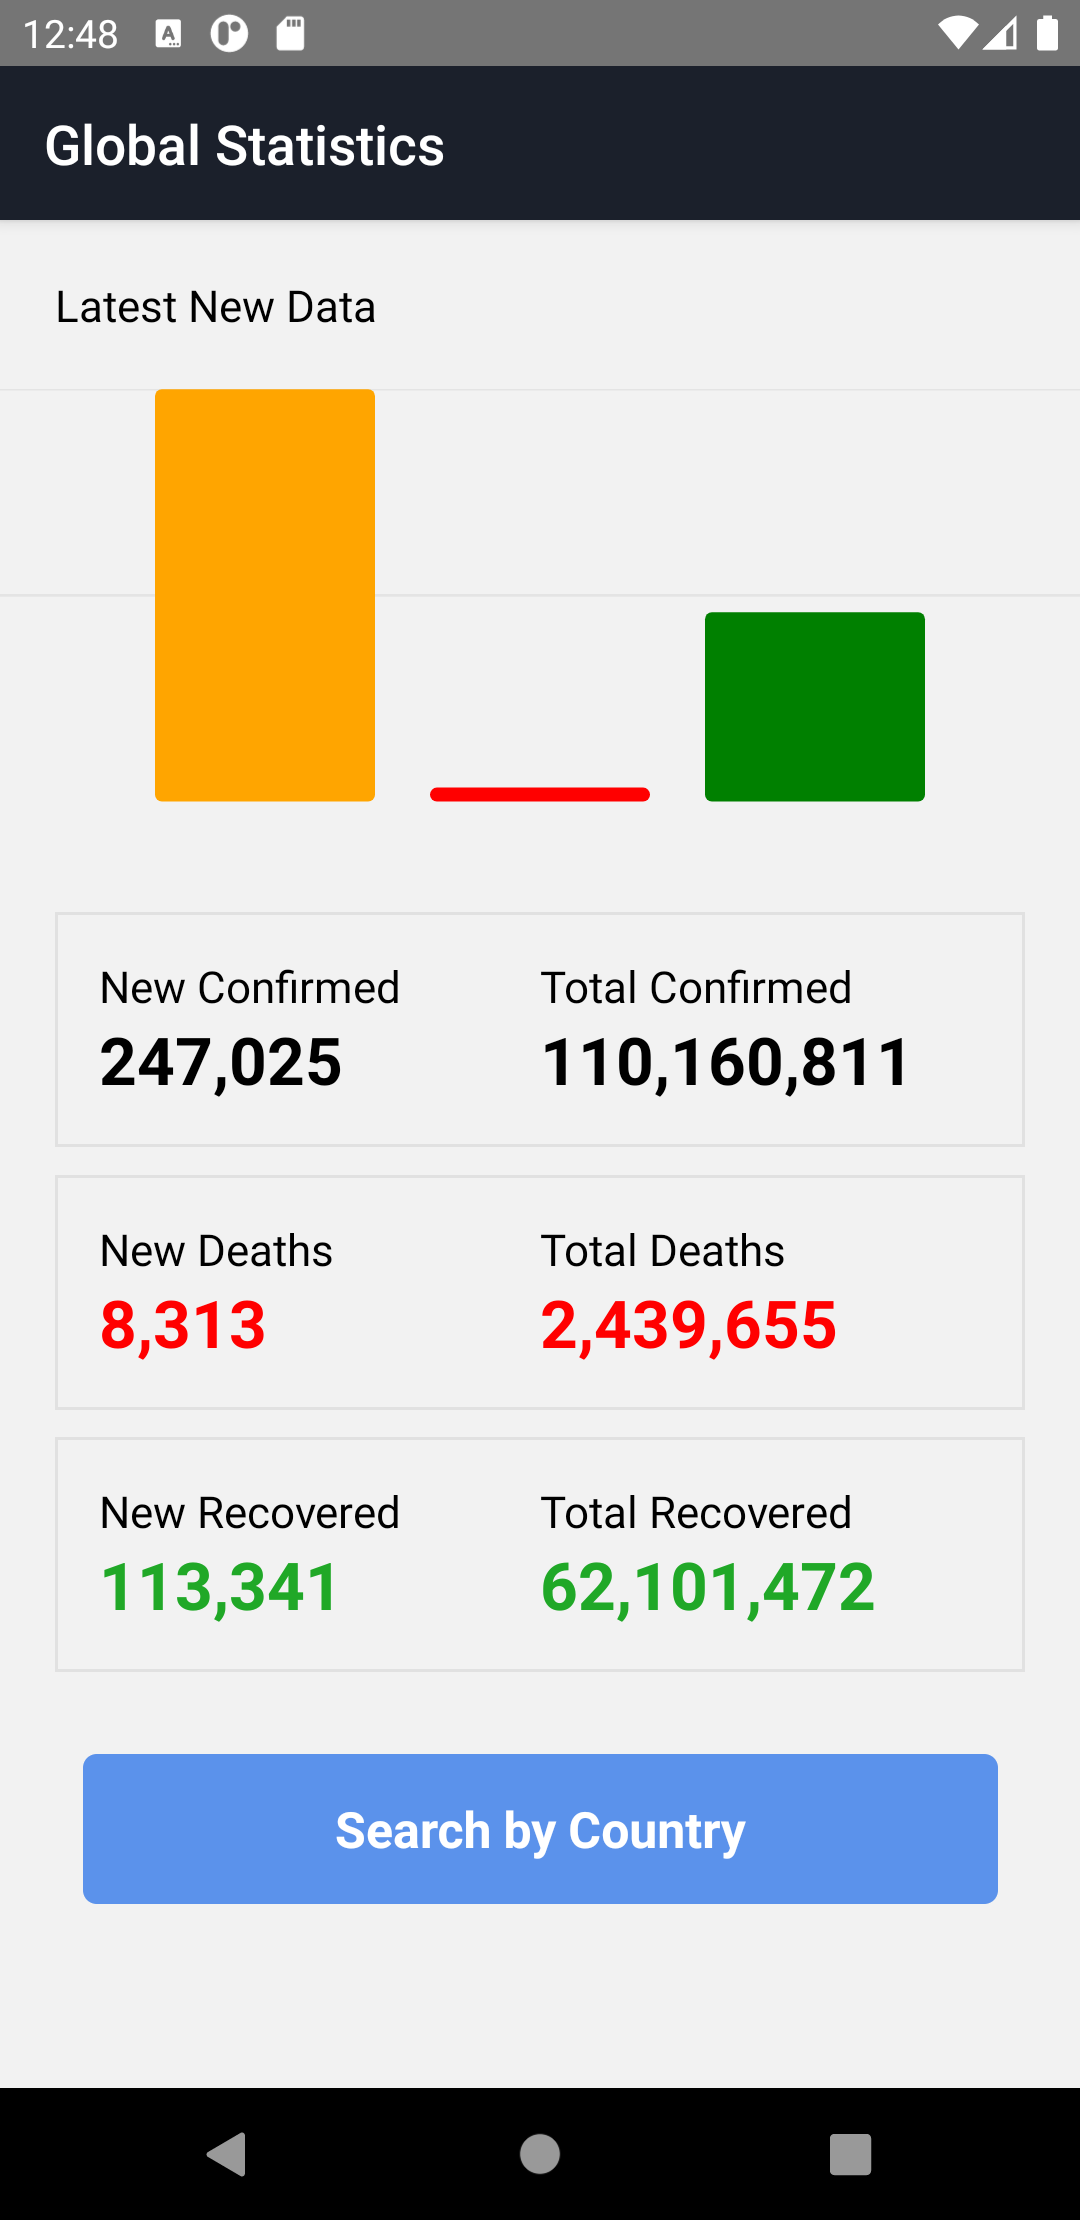 12:48
Global Statistics
Latest New Data
New Confirmed Total Confirmed
247,025 110,160,811
New Deaths Total Deaths
8,313 2,439,655
New Recovered Total Recovered
113,341 62,101,472
Search by Country